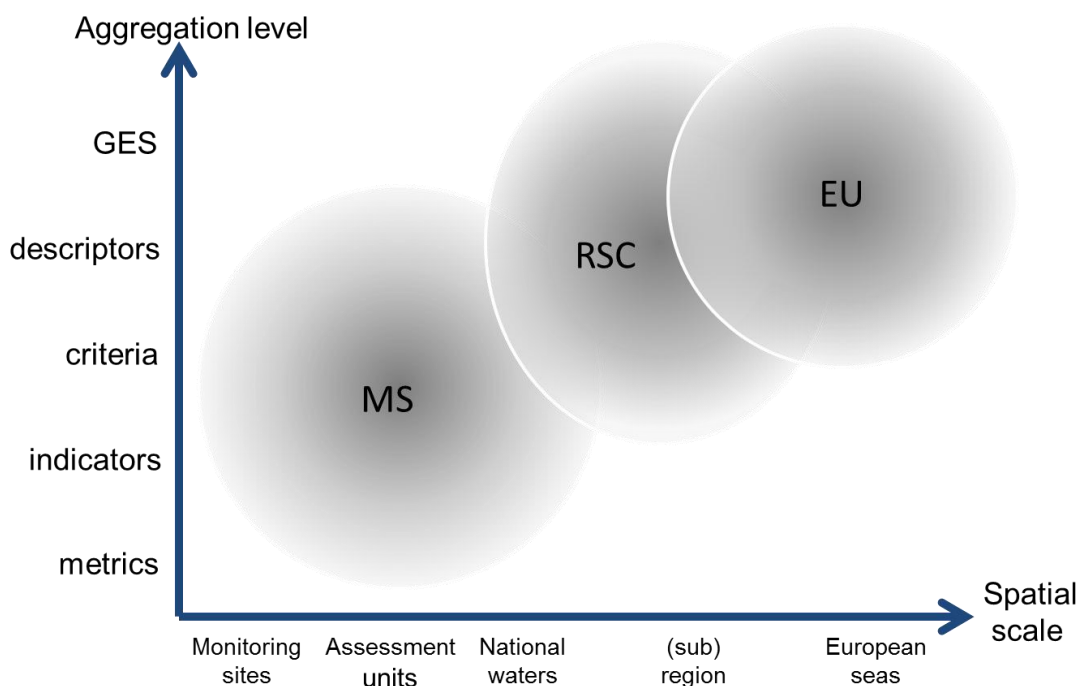 Aggregation level
GES
descriptors
criteria
indicators
metrics
EU
RSC
MS
Spatial
scale
Monitoring
sites
Assessment
units
National
waters
(sub)
region
European
seas